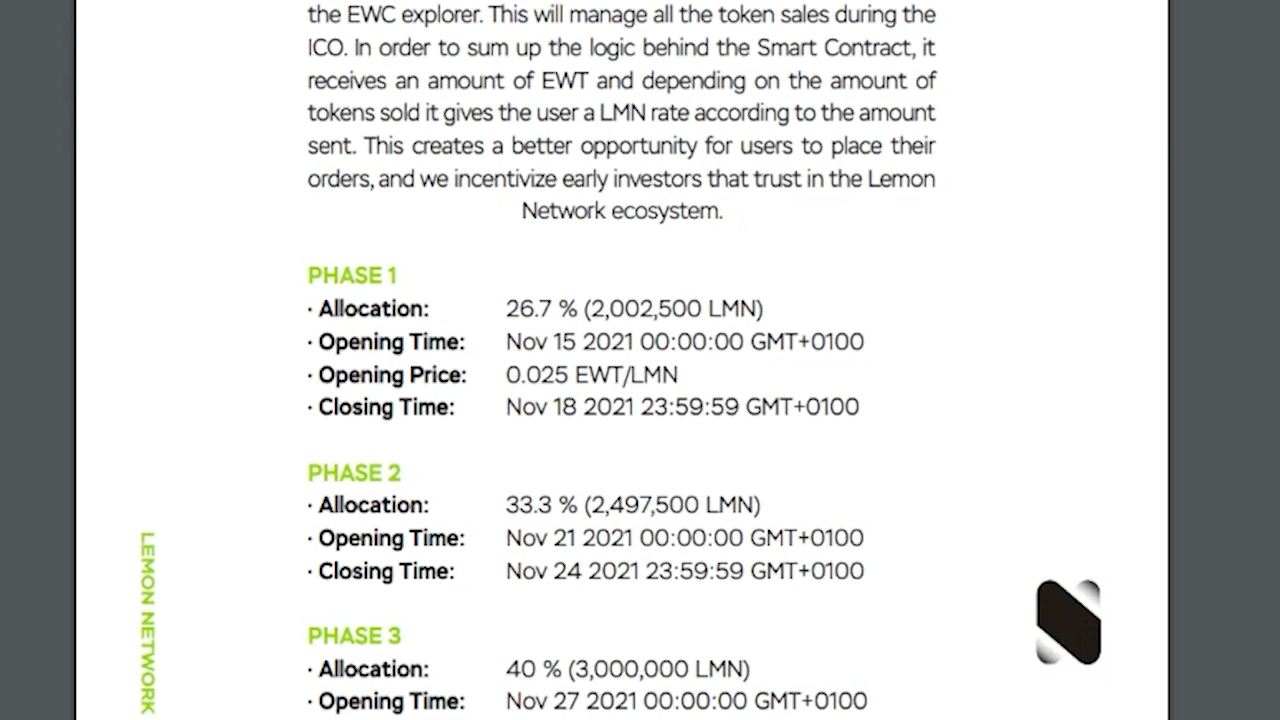 the EWC explorer. This will manage all the token sales during the
ICO. In order to sum up the logic behind the Smart Contract, it
receives an amount of EWT and depending on the amount of
tokens sold it gives the user a LMN rate according to the amount
sent. This creates a better opportunity for users to place their
orders, and we incentivize early investors that trust in the Lemon
Network ecosystem.
PHASE 1
· Allocation: 26.7 % (2,002,500 LMN)
· Opening Time: Nov 15 2021 00:00:00 GMT+0100
· Opening Price: 0.025 EWT/LMN
· Closing Time: Nov 18 2021 23:59:59 GMT+0100
PHASE 2
· Allocation: 33.3 % (2,497,500 LMN)
· Opening Time: Nov 21 2021 00:00:00 GMT+0100
· Closing Time: Nov 24 2021 23:59:59 GMT+0100
PHASE 3
· Allocation: 40 % (3,000,000 LMN)
· Opening Time: Nov 27 2021 00:00:00 GMT+0100
LEMON NETWORK